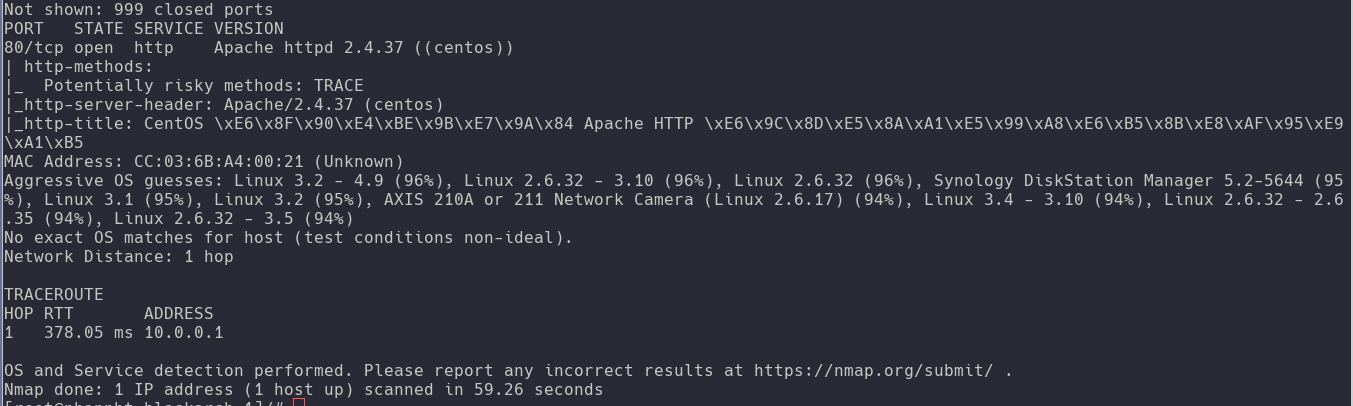 Not shown: 999 closed ports
PORT   STATE SERVICE VERSION
80/tcp open  http    Apache httpd 2.4.37 ((centos))
| http-methods:
|_  Potentially risky methods: TRACE
|_http-server-header: Apache/2.4.37 (centos)
|_http-title: CentOS \xE6\x8F\x90\xE4\xBE\x9B\xE7\x9A\x84 Apache HTTP \xE6\x9C\x8D\xE5\x8A\xA1\xE5\x99\xA8\xE6\xB5\x8B\xE8\xAF\x95\xE9
\xA1\xB5
MAC Address: CC:03:6B:A4:00:21 (Unknown)
Aggressive OS guesses: Linux 3.2 - 4.9 (96%), Linux 2.6.32 - 3.10 (96%), Linux 2.6.32 (96%), Synology DiskStation Manager 5.2-5644 (95
%), Linux 3.1 (95%), Linux 3.2 (95%), AXIS 210A or 211 Network Camera (Linux 2.6.17) (94%), Linux 3.4 - 3.10 (94%), Linux 2.6.32 - 2.6
.35 (94%), Linux 2.6.32 - 3.5 (94%)
No exact OS matches for host (test conditions non-ideal).
Network Distance: 1 hop
TRACEROUTE
HOP RTT       ADDRESS
1   378.05 ms 10.0.0.1
OS and Service detection performed. Please report any incorrect results at https://nmap.org/submit/ .
Nmap done: 1 IP address (1 host up) scanned in 59.26 seconds